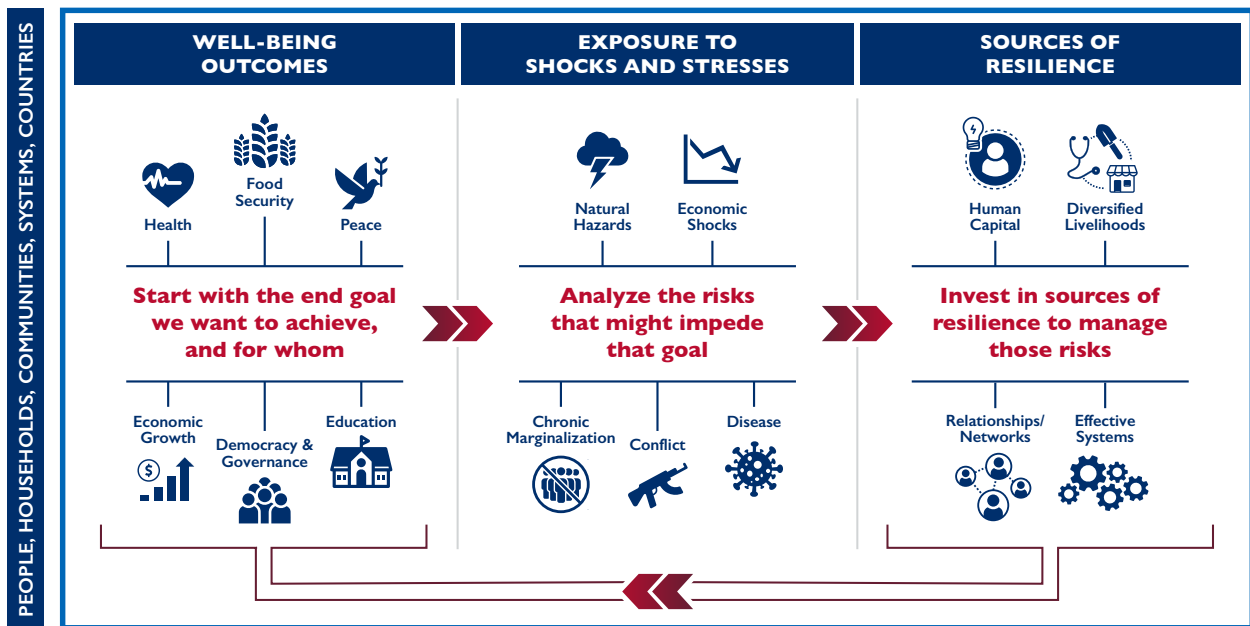 PEOPLE, HOUSEHOLDS, COMMUNITIES, SYSTEMS, COUNTRIES
WELL-BEING
OUTCOMES
Health
Food
Security
Peace
Start with the end goal
we want to achieve,
and for whom
Economic
Growth
$
Democracy &
Governance
Education
EXPOSURE TO
SHOCKS AND STRESSES
Natural
Hazards
Economic
Shocks
Analyze the risks
that might impede
that goal
Chronic
Marginalization
Conflict
Disease
SOURCES OF
RESILIENCE
Human
Capital
Diversified
Livelihoods
Invest in sources of
resilience to manage
those risks
Relationships/
Networks
Effective
Systems